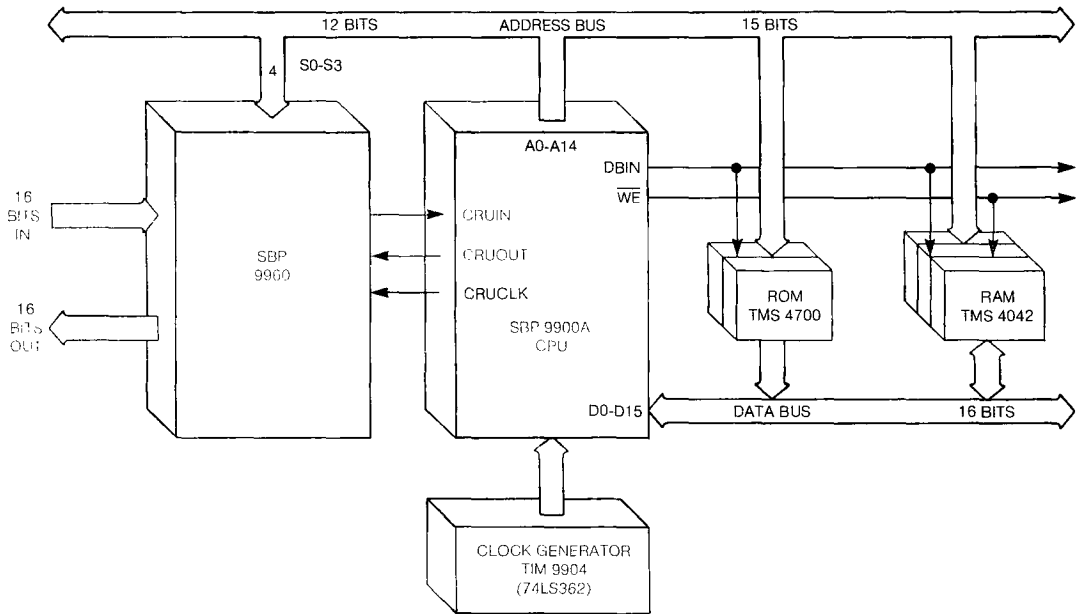 12 BITS ADDRESS BUS 15 BITS
4 S0-S3
A0-A14
DBIN
WE
16
BITS
IN
CRUIN
SBP
9960
CRUOUT
CRUCLK
16
BITS
OUT
SBP 9900A
CPU
ROM
TMS 4700
RAM
TMS 4042
D0-D15 DATA BUS 16 BITS
CLOCK GENERATOR
TIM 9904
(74LS362)